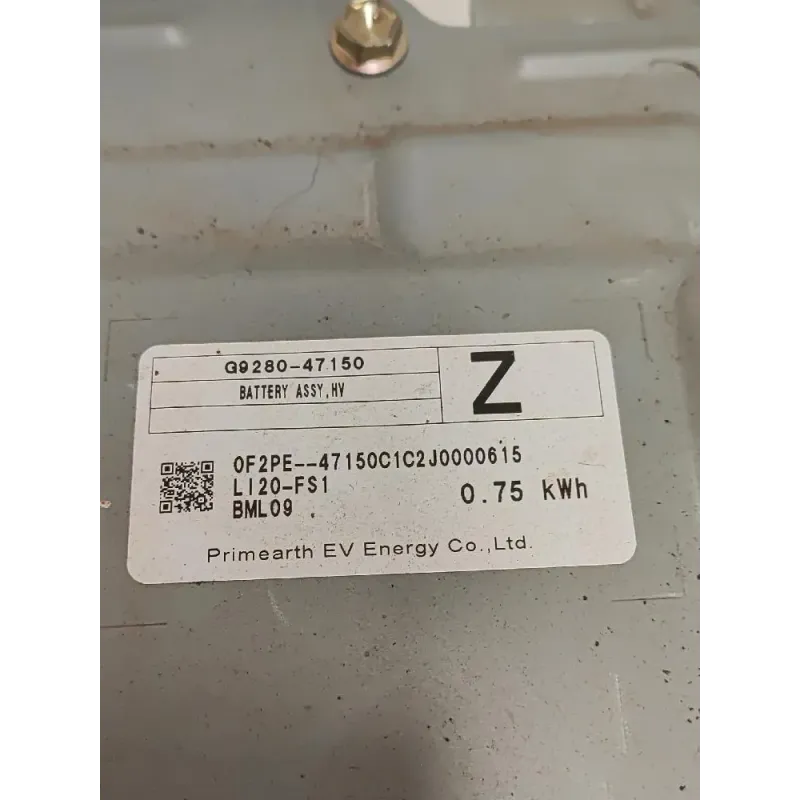 G9280-47150
BATTERY ASSY,HV
Z
0F2PE--47150C1C2J0000615
LI20-FS1
BML09
0.75 kWh
Primearth EV Energy Co.,Ltd.